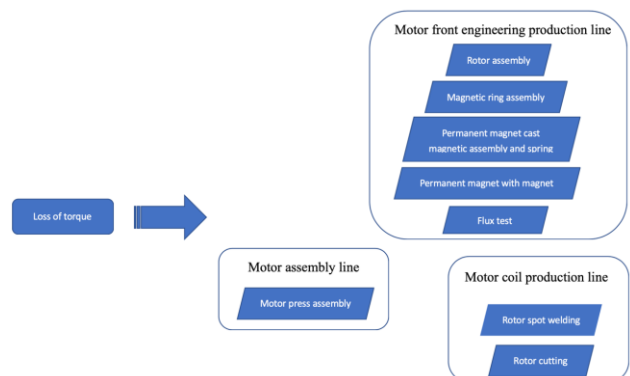 Motor front engineering production line
Rotor assembly
Magnetic ring assembly
Permanent magnet cast
magnetic assembly and spring
Permanent magnet with magnet
Flux test
Loss of torque
Motor assembly line
Motor press assembly
Motor coil production line
Rotor spot welding
Rotor cutting